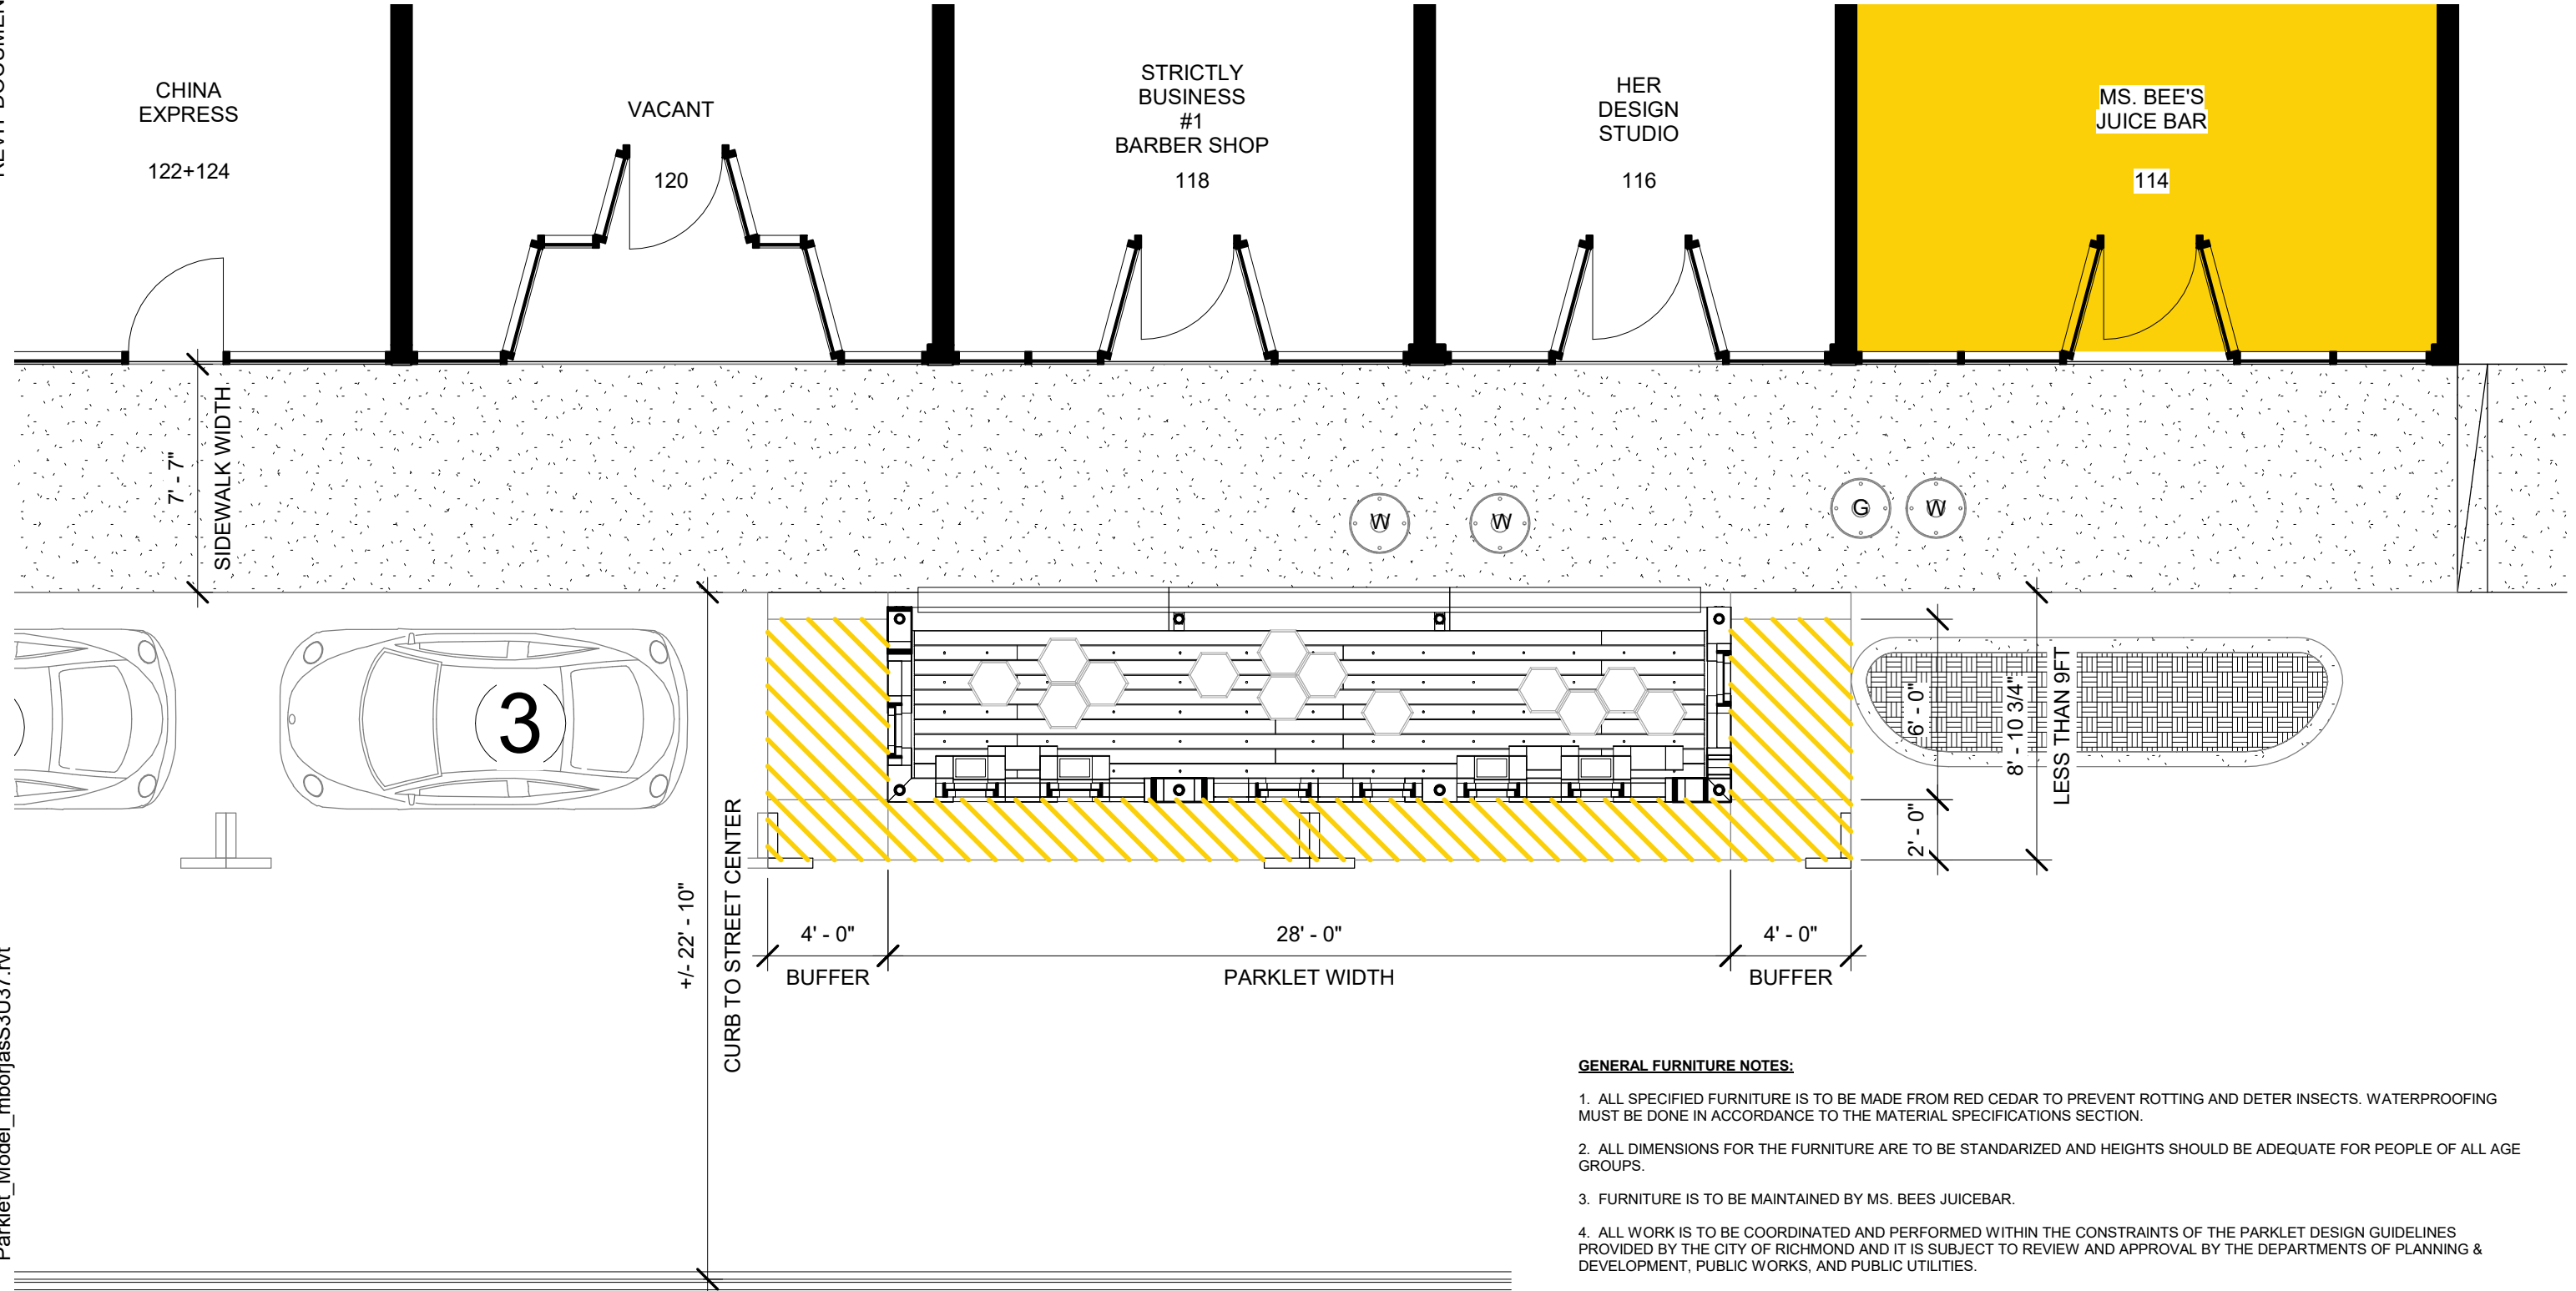 CHINA
EXPRESS
122+124
VACANT
120
STRICTLY
BUSINESS
#1
BARBER SHOP
118
HER
DESIGN
STUDIO
116
MS. BEE'S
JUICE BAR
114
7' - 7"
SIDEWALK WIDTH
W
W
G
W
3
+/- 22' - 10"
CURB TO STREET CENTER
6' - 0"
2' - 0"
8' - 10 3/4"
LESS THAN 9FT
4' - 0"
28' - 0"
4' - 0"
BUFFER
PARKLET WIDTH
BUFFER
Parklet_Model_mborjasS3U37.rvt
GENERAL FURNITURE NOTES:
1. ALL SPECIFIED FURNITURE IS TO BE MADE FROM RED CEDAR TO PREVENT ROTTING AND DETER INSECTS. WATERPROOFING
MUST BE DONE IN ACCORDANCE TO THE MATERIAL SPECIFICATIONS SECTION.
2. ALL DIMENSIONS FOR THE FURNITURE ARE TO BE STANDARIZED AND HEIGHTS SHOULD BE ADEQUATE FOR PEOPLE OF ALL AGE
GROUPS.
3. FURNITURE IS TO BE MAINTAINED BY MS. BEES JUICEBAR.
4. ALL WORK IS TO BE COORDINATED AND PERFORMED WITHIN THE CONSTRAINTS OF THE PARKLET DESIGN GUIDELINES
PROVIDED BY THE CITY OF RICHMOND AND IT IS SUBJECT TO REVIEW AND APPROVAL BY THE DEPARTMENTS OF PLANNING &
DEVELOPMENT, PUBLIC WORKS, AND PUBLIC UTILITIES.